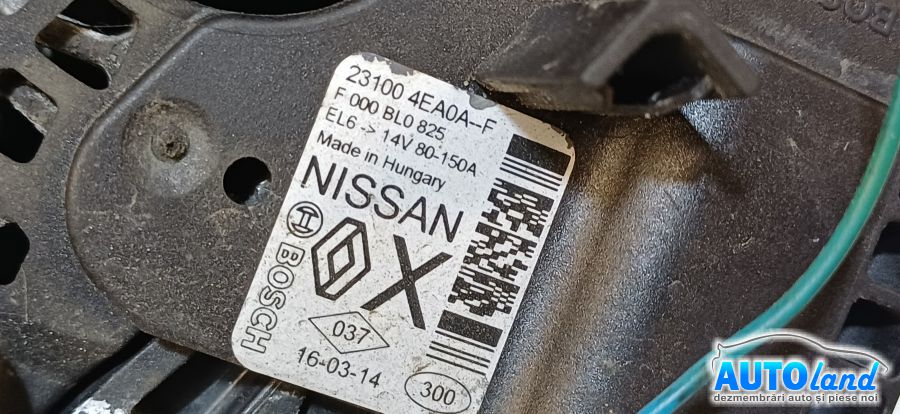 23100 4EA0A-F
F 000 BL0 825
EL6 -> 14V 80-150A
Made in Hungary
NISSAN
BOSCH
X
037
16-03-14
300
AUTOland
dezmembrări auto și piese noi